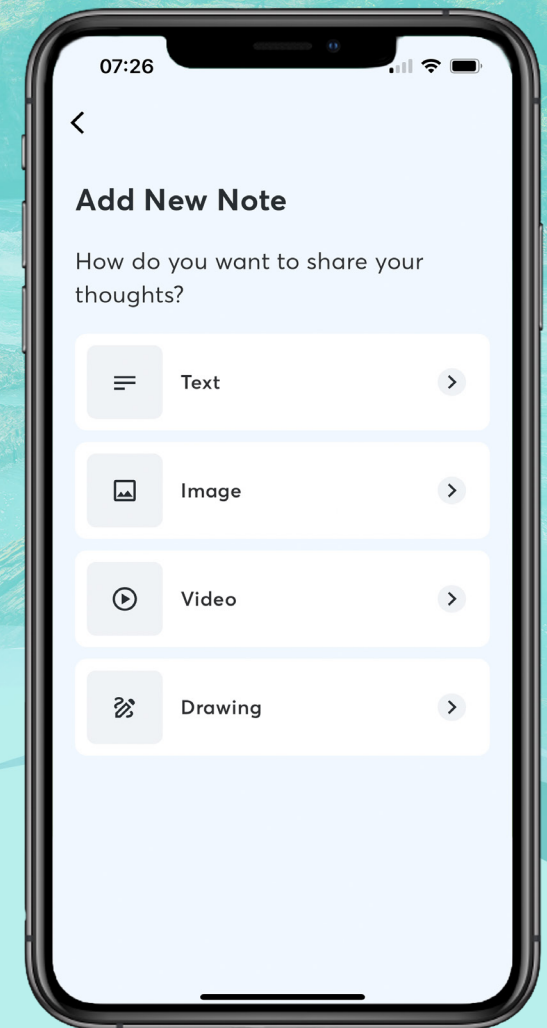 07:26
Add New Note
How do you want to share your
thoughts?
Text
Image
Video
Drawing